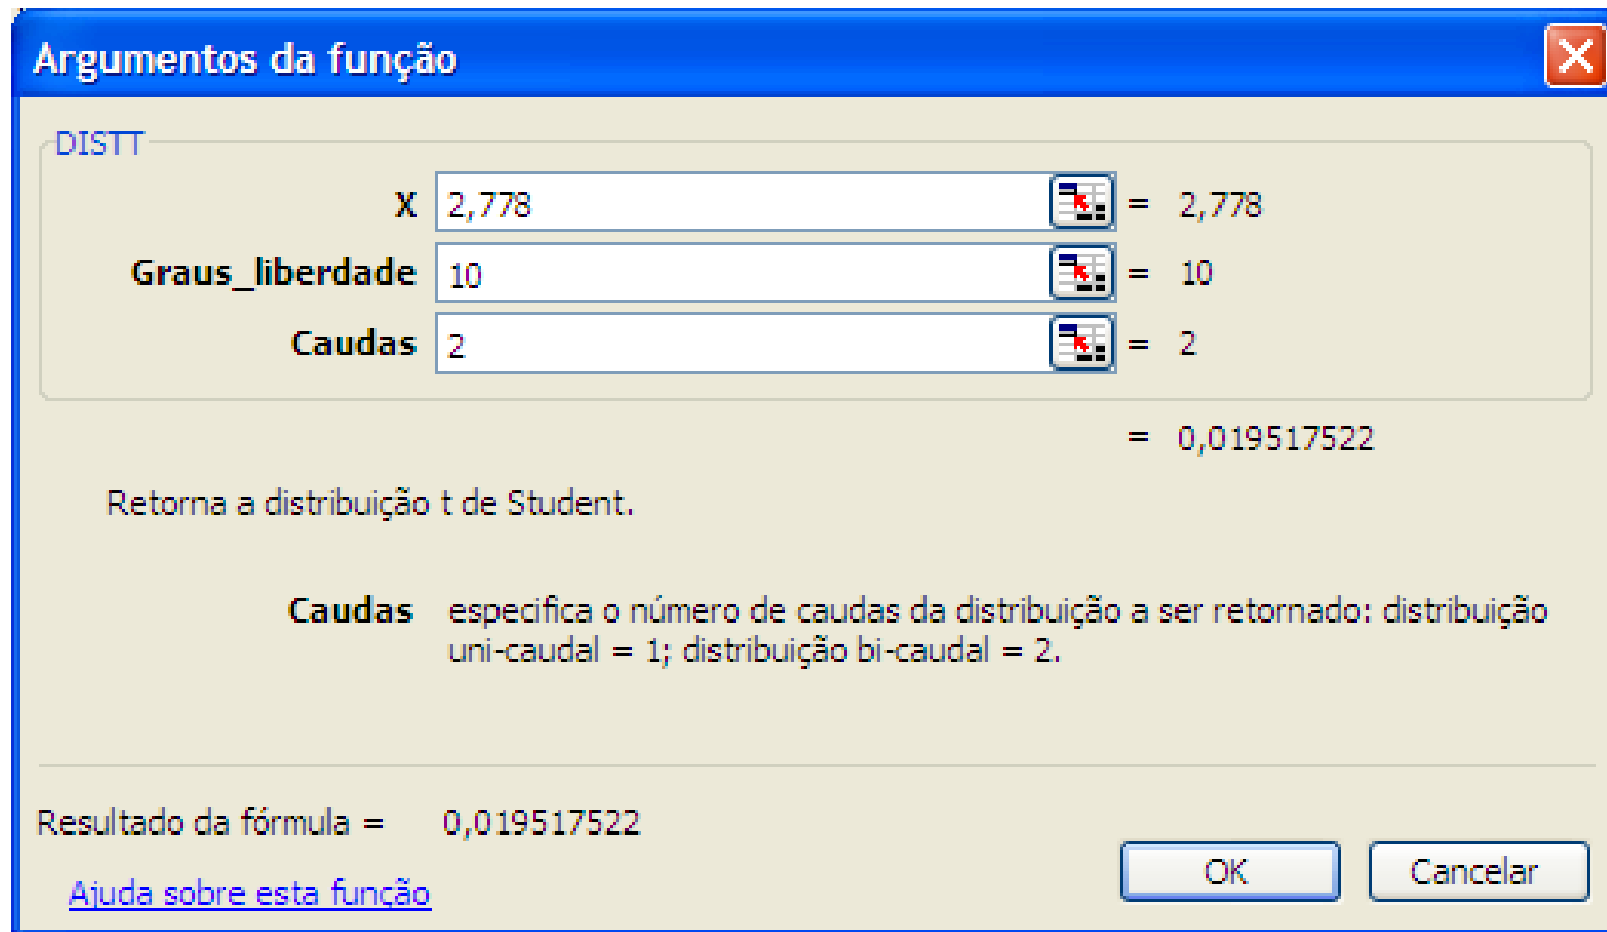 Argumentos da função
DISTT
X 2,778 = 2,778
Graus_liberdade 10 = 10
Caudas 2 = 2
= 0,019517522
Retorna a distribuição t de Student.
Caudas especifica o número de caudas da distribuição a ser retornado: distribuição
uni-caudal = 1; distribuição bi-caudal = 2.
Resultado da fórmula = 0,019517522
OK Cancelar
Ajuda sobre esta função